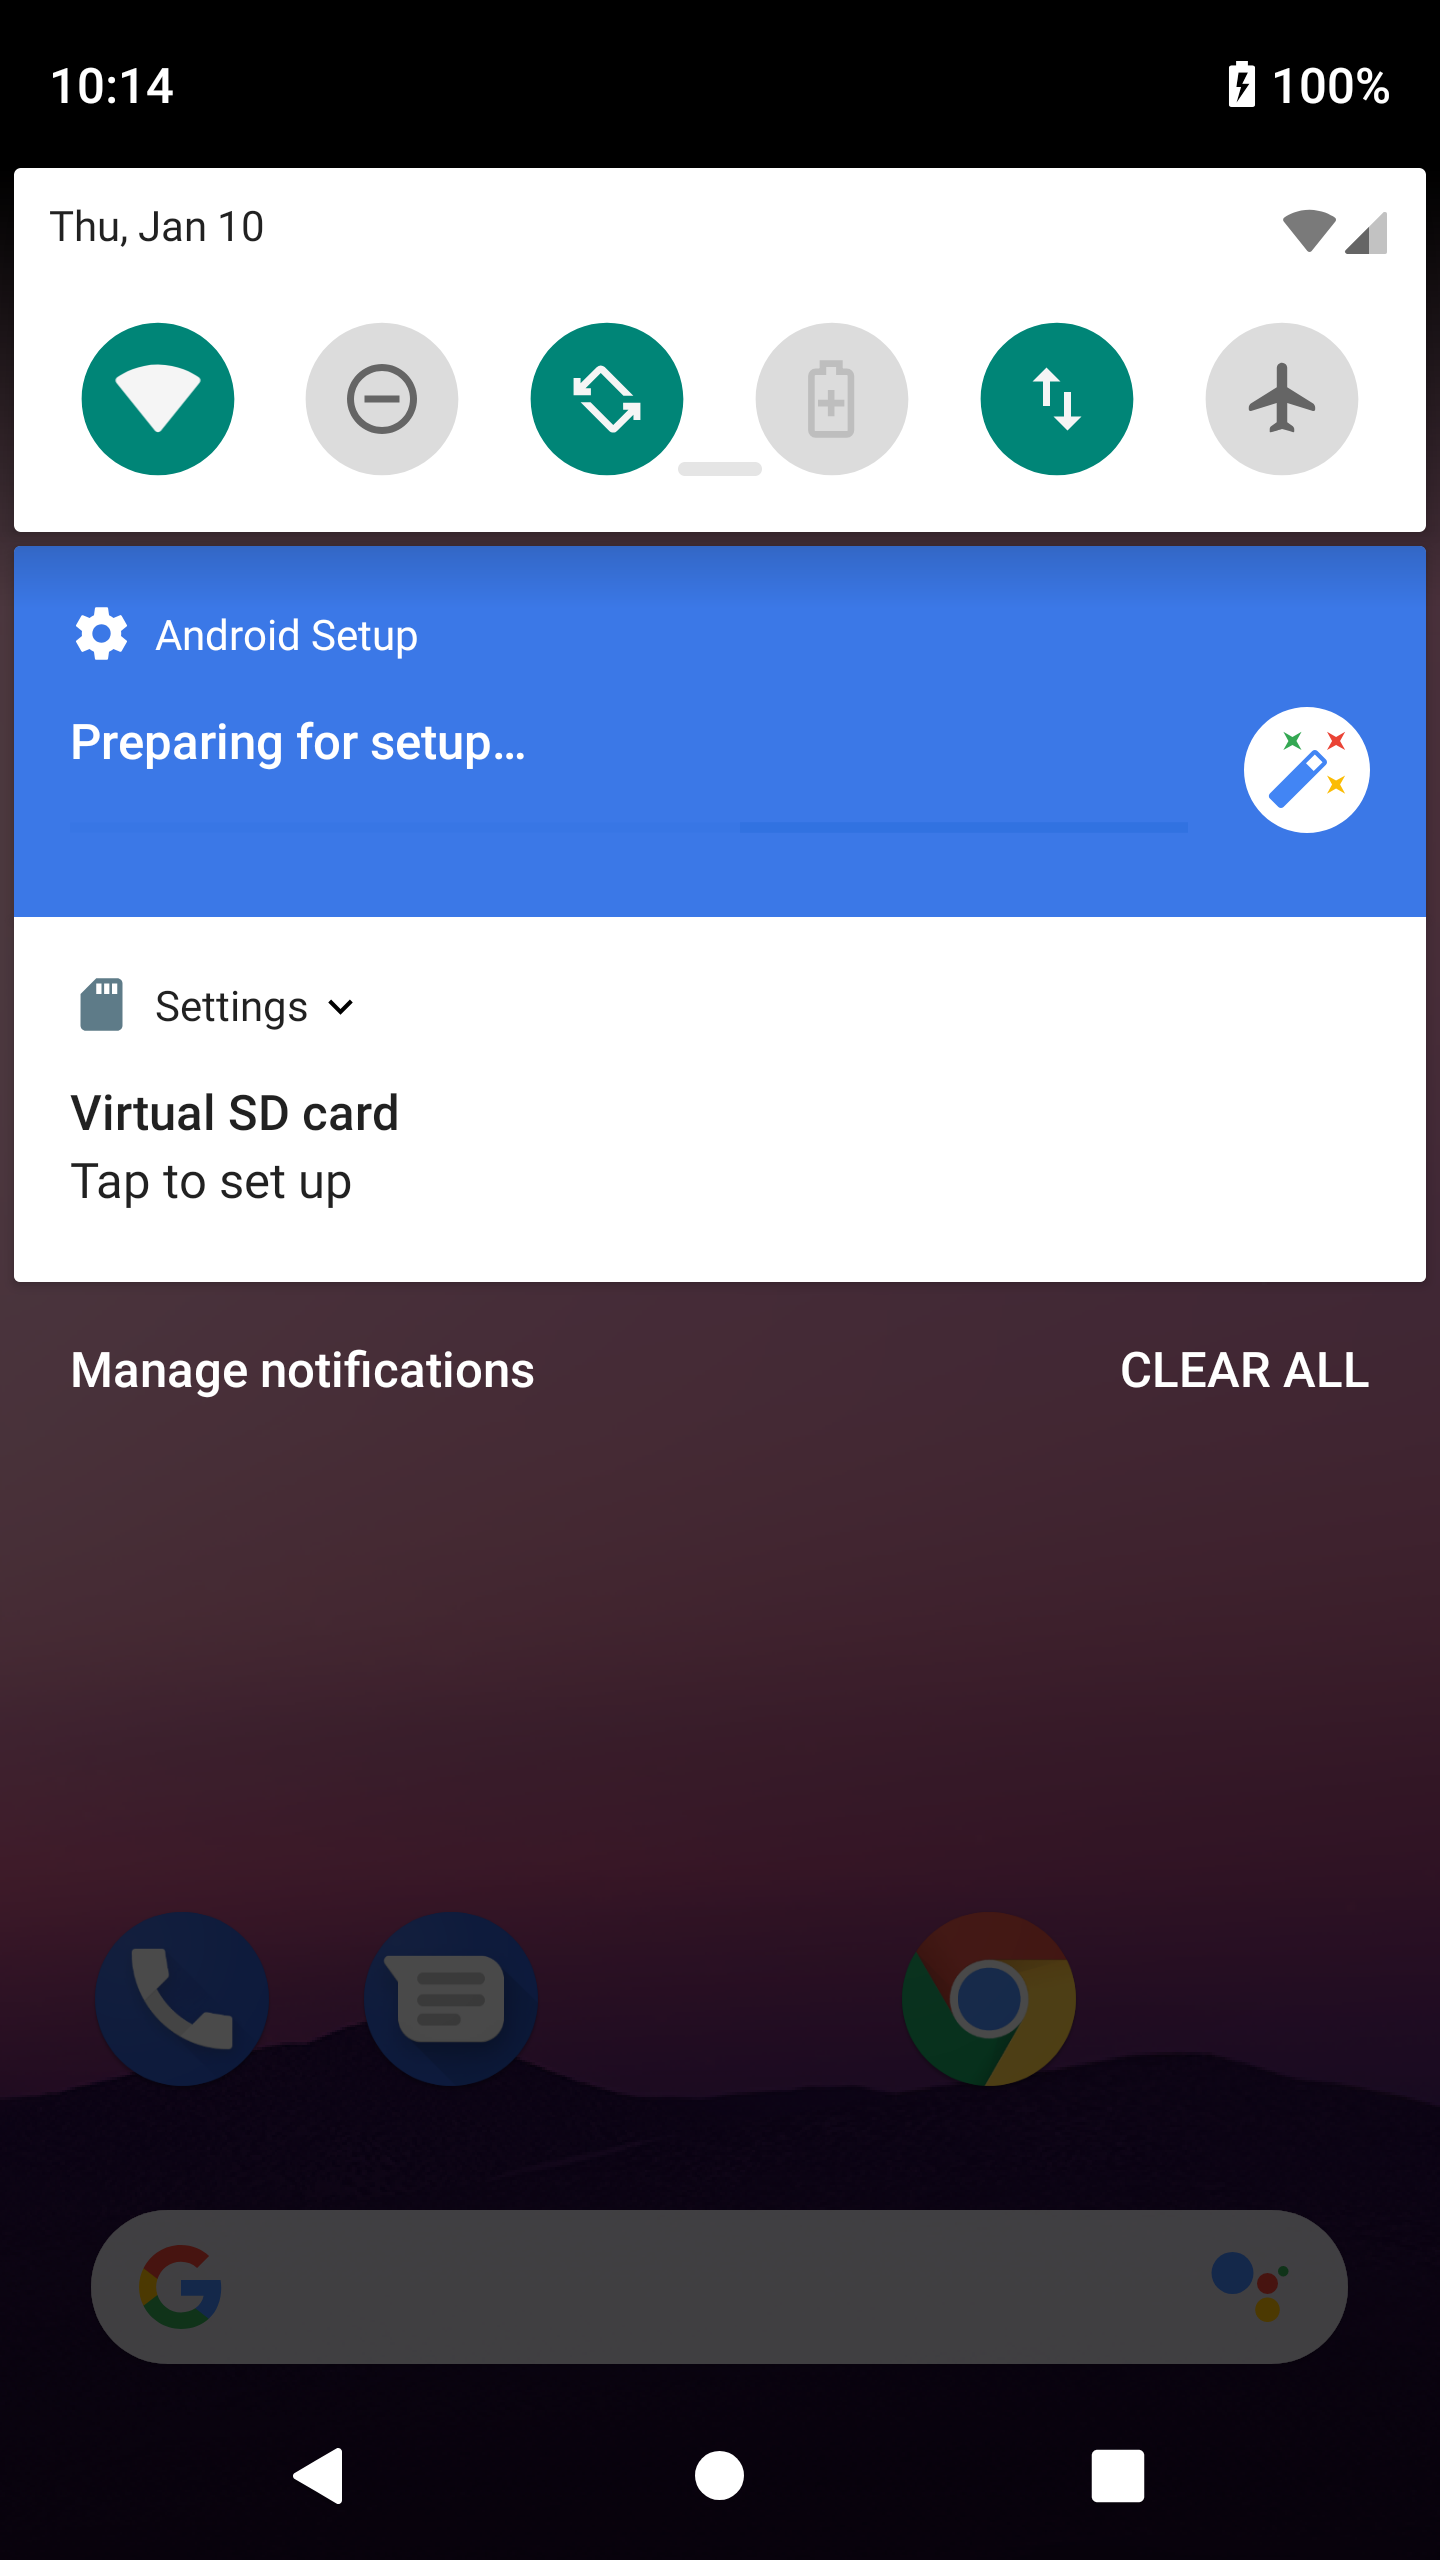 10:14
100%
Thu, Jan 10
Android Setup
Preparing for setup…
Settings
Virtual SD card
Tap to set up
Manage notifications
CLEAR ALL